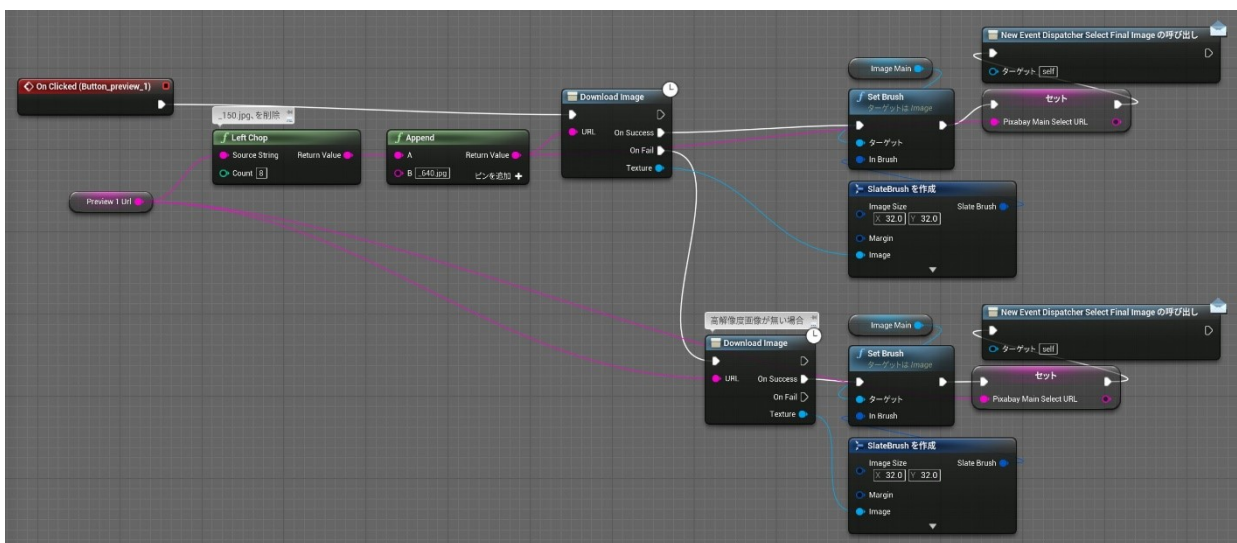 New Event Dispatcher Select Final Image の呼び出し
ターゲット self
On Clicked (Button_preview_1)
_150.jpg、を削除
Left Chop
Source String Return Value
Count 8
Append
A Return Value
B _640.jpg ピンを追加 +
Download Image
URL On Success
On Fail
Texture
Image Main
Set Brush
ターゲットは Image
ターゲット
In Brush
セット
Pixabay Main Select URL
SlateBrush を作成
Image Size Slate Brush
X 32.0 Y 32.0
Margin
Image
Preview 1 Url
高解像度画像が無い場合
Download Image
URL On Success
On Fail
Texture
Image Main
Set Brush
ターゲットは Image
ターゲット
In Brush
New Event Dispatcher Select Final Image の呼び出し
ターゲット self
セット
Pixabay Main Select URL
SlateBrush を作成
Image Size Slate Brush
X 32.0 Y 32.0
Margin
Image